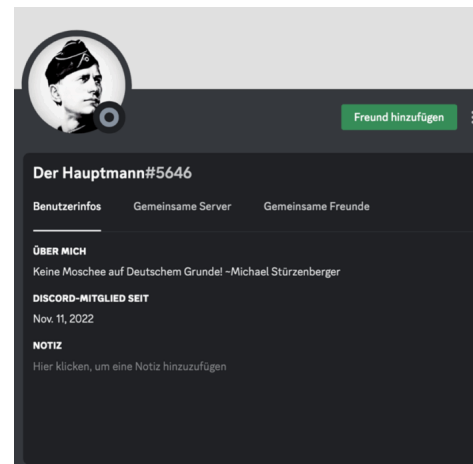 Freund hinzufügen
Der Hauptmann#5646
Benutzerinfos Gemeinsame Server Gemeinsame Freunde
ÜBER MICH
Keine Moschee auf Deutschem Grunde! ~Michael Stürzenberger
DISCORD-MITGLIED SEIT
Nov. 11, 2022
NOTIZ
Hier klicken, um eine Notiz hinzuzufügen